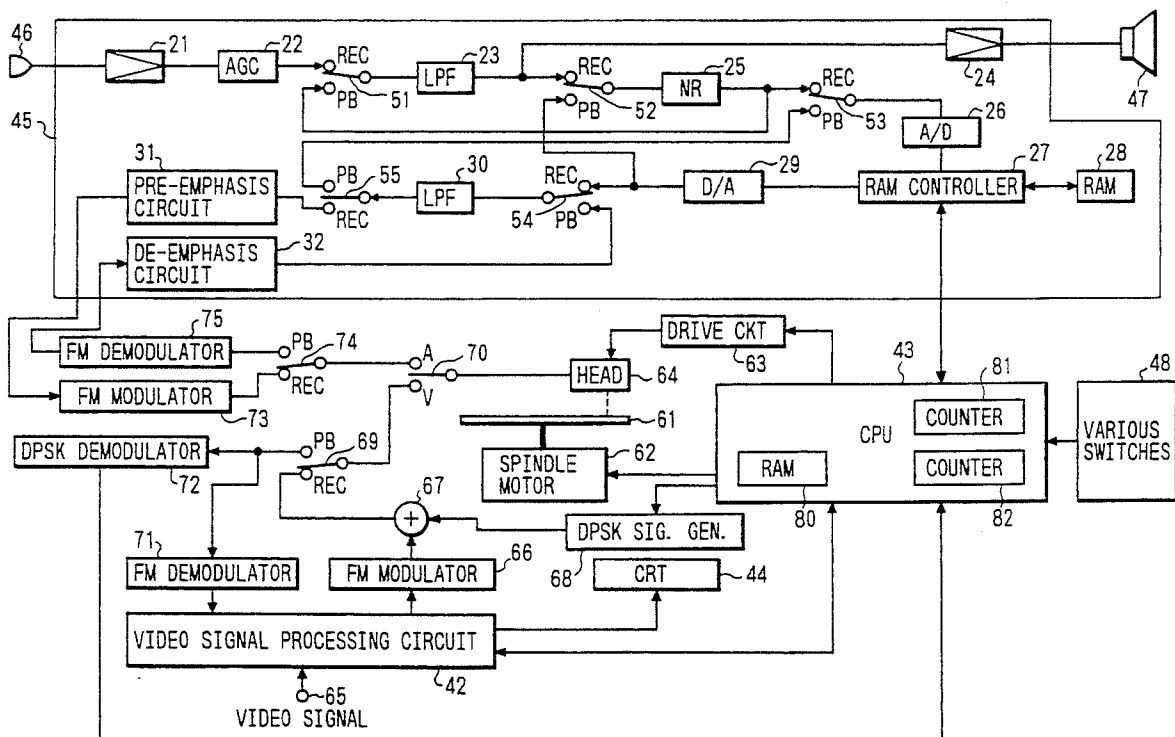 46
21
22
23
25
24
47
AGC
REC
PB
51
LPF
REC
PB
52
NR
REC
PB
53
26
A/D
45
31
PRE-EMPHASIS
CIRCUIT
PB
REC
55
30
LPF
REC
PB
54
29
D/A
27
RAM CONTROLLER
28
RAM
32
DE-EMPHASIS
CIRCUIT
75
FM DEMODULATOR
PB
REC
74
A
V
70
DRIVE CKT
63
HEAD
64
FM MODULATOR
73
43
81
COUNTER
CPU
RAM
80
COUNTER
82
48
VARIOUS
SWITCHES
61
DPSK DEMODULATOR
72
PB
REC
69
SPINDLE
MOTOR
62
67
+
DPSK SIG. GEN.
68
71
FM DEMODULATOR
FM MODULATOR
66
CRT
44
VIDEO SIGNAL PROCESSING CIRCUIT
42
65
VIDEO SIGNAL